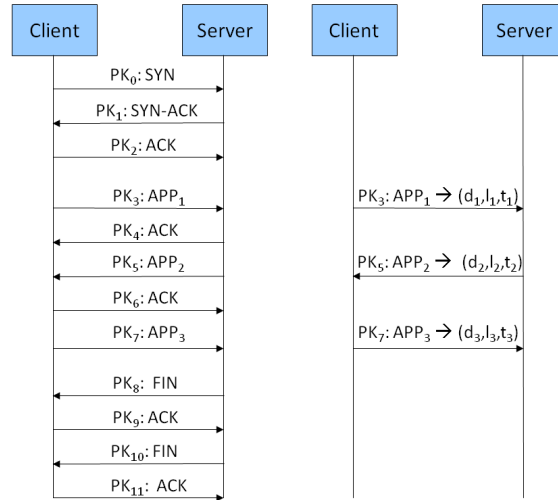 Client
Server
PK₀: SYN
PK₁: SYN-ACK
PK₂: ACK
PK₃: APP₁
PK₄: ACK
PK₅: APP₂
PK₆: ACK
PK₇: APP₃
PK₈: FIN
PK₉: ACK
PK₁₀: FIN
PK₁₁: ACK
Client
Server
PK₃: APP₁ → (d₁,l₁,t₁)
PK₅: APP₂ → (d₂,l₂,t₂)
PK₇: APP₃ → (d₃,l₃,t₃)